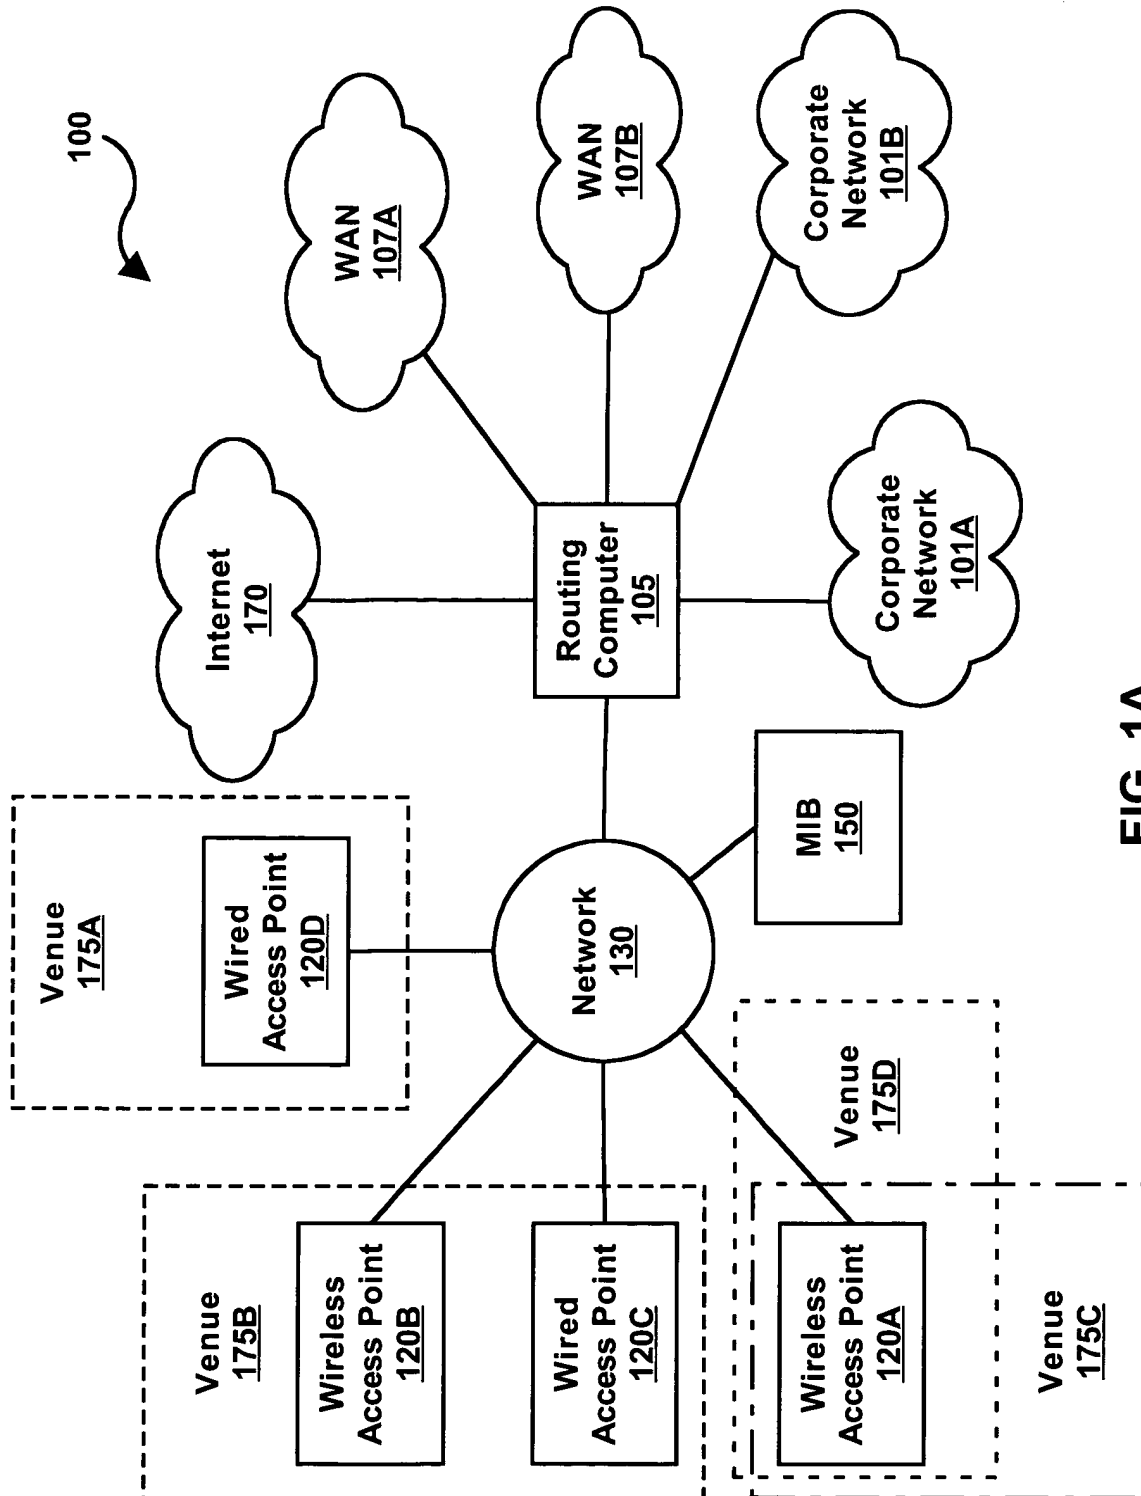 100
Venue
175A
Wired
Access Point
120D
Internet
170
WAN
107A
WAN
107B
Venue
175B
Wireless
Access Point
120B
Wired
Access Point
120C
Network
130
Routing
Computer
105
Corporate
Network
101B
Venue
175D
MIB
150
Corporate
Network
101A
Wireless
Access Point
120A
Venue
175C
FIG. 1A